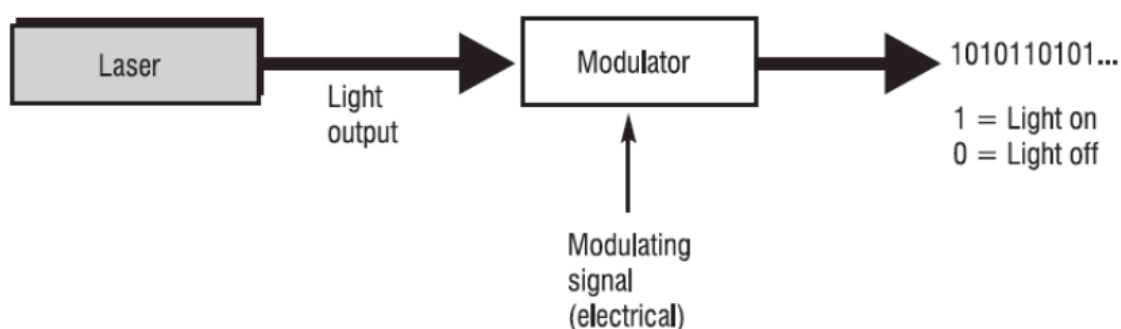 Laser
Light
output
Modulator
1010110101...
1 = Light on
0 = Light off
Modulating
signal
(electrical)